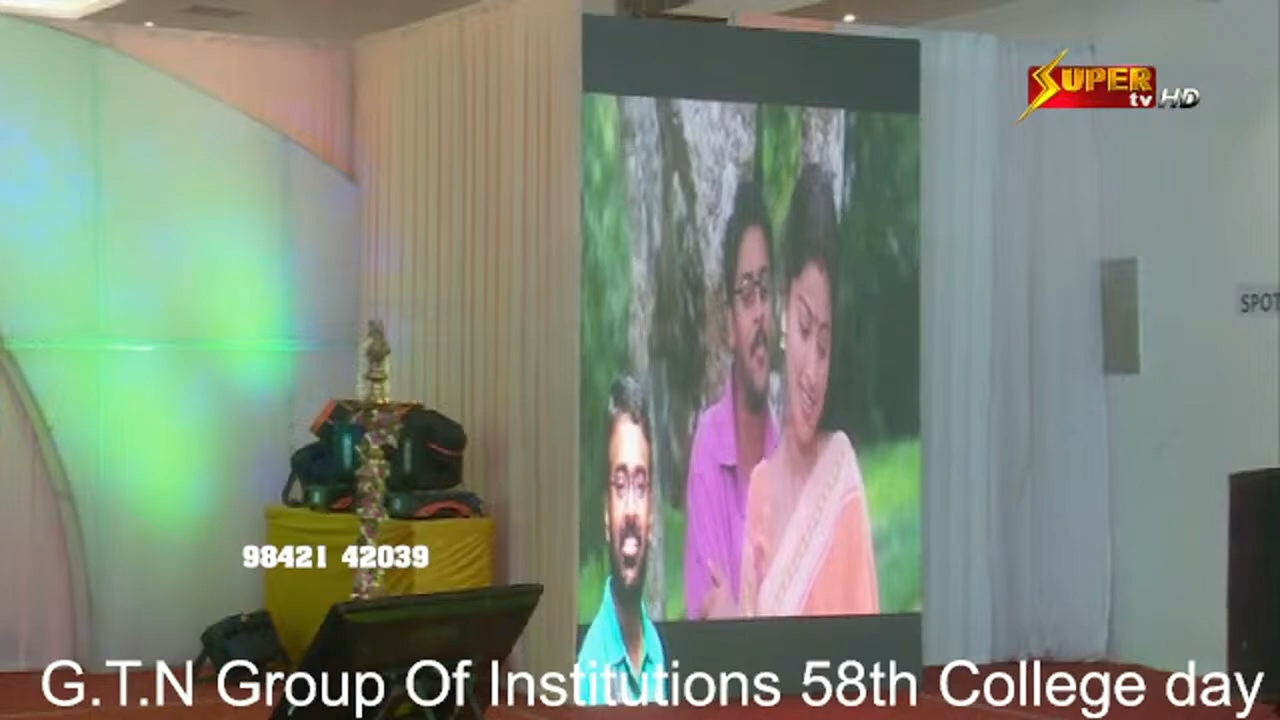 SUPER
tv HD
SPOT
98421 42039
G.T.N Group Of Institutions 58th College day